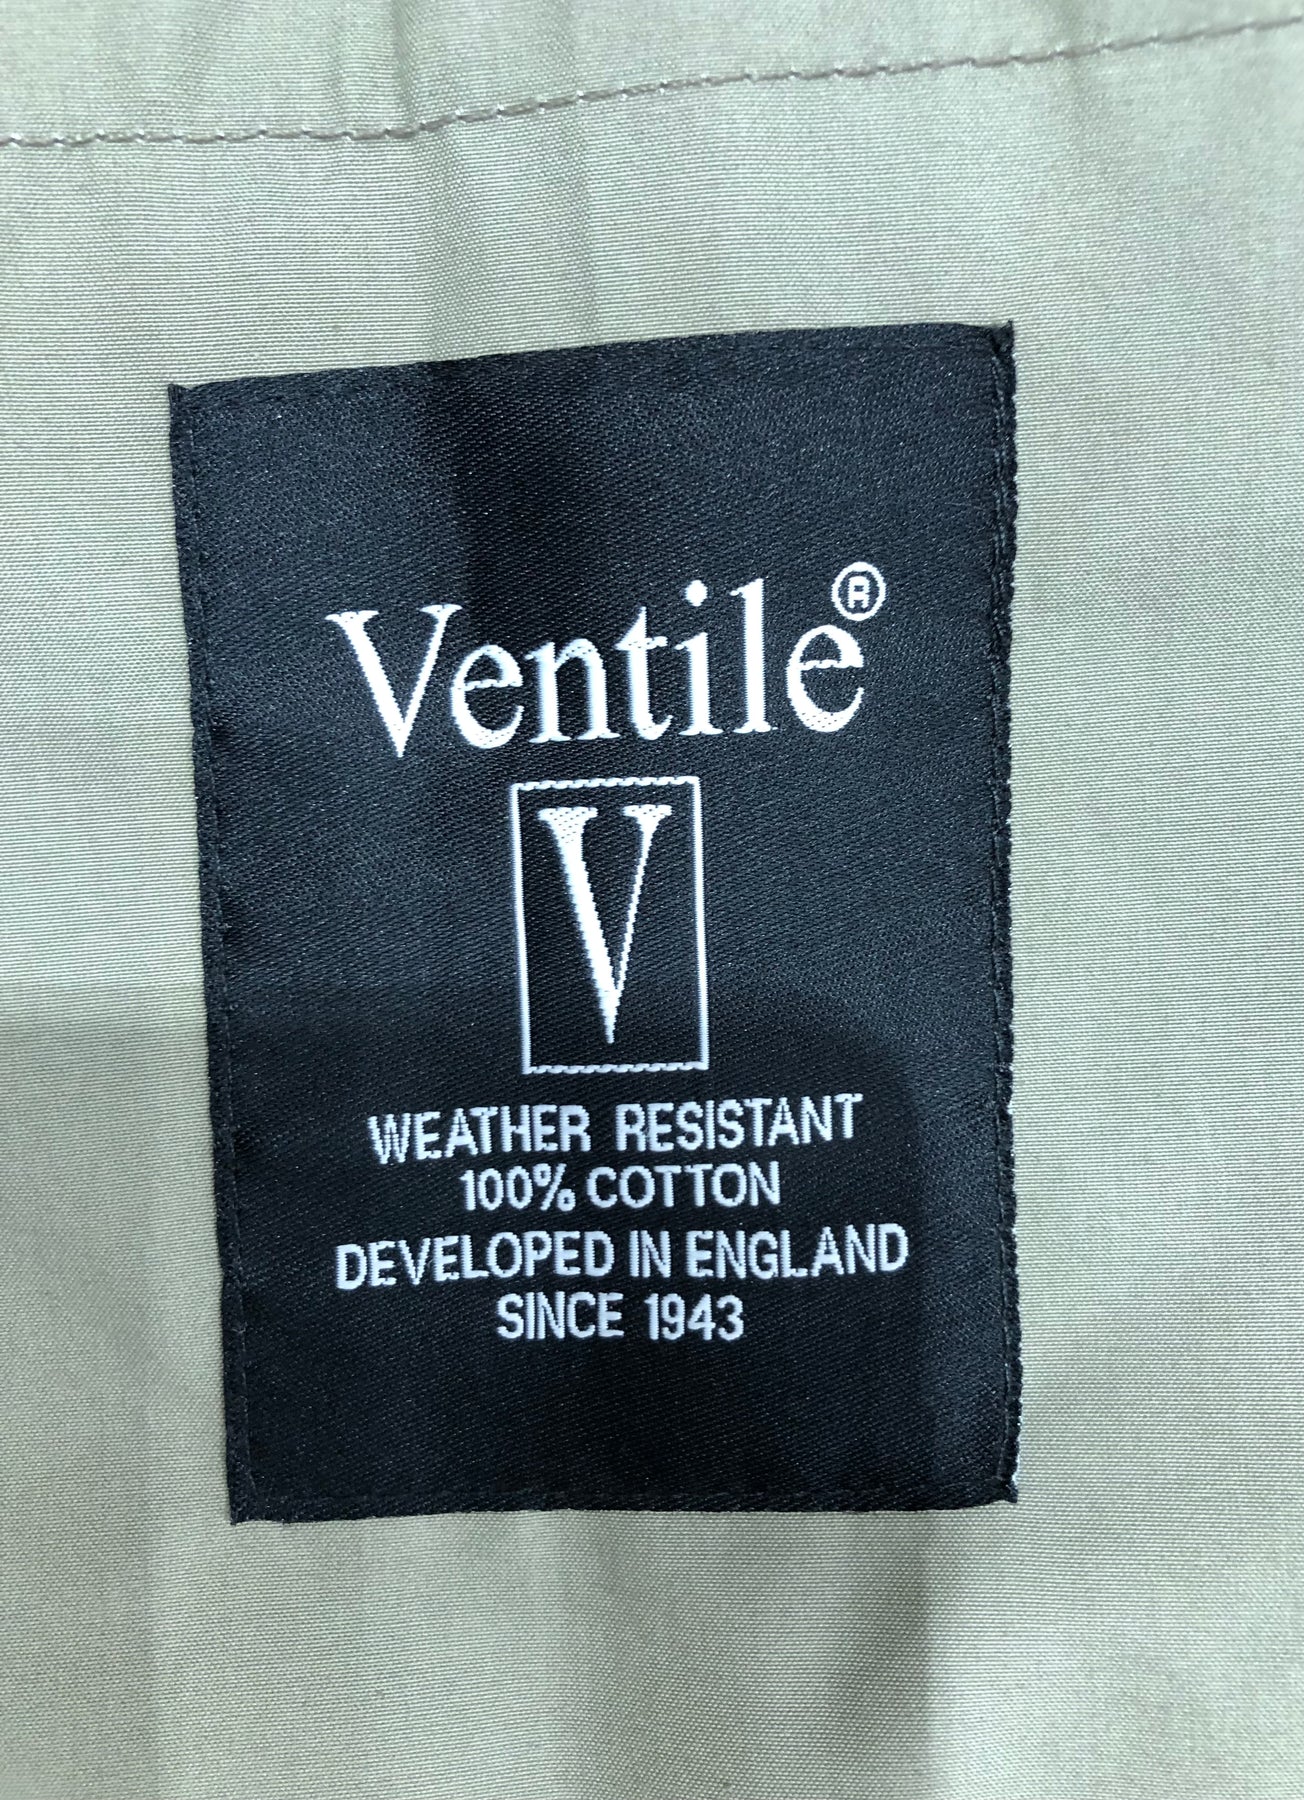 Ventile®
V
WEATHER RESISTANT
100% COTTON
DEVELOPED IN ENGLAND
SINCE 1943